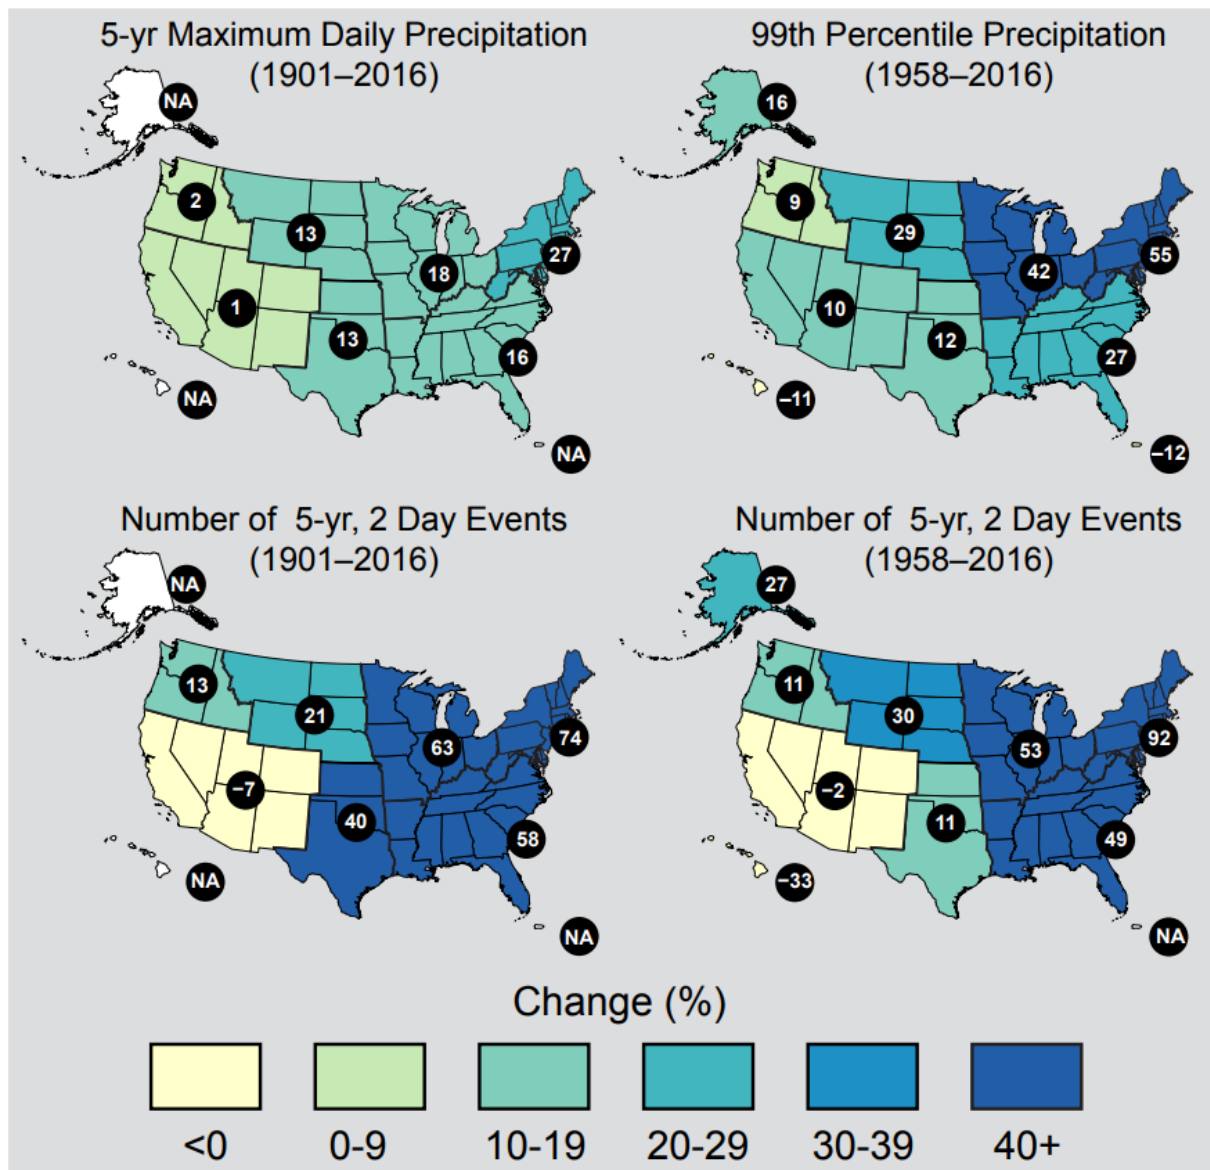 5-yr Maximum Daily Precipitation
(1901–2016)
NA
2
13
27
18
1
13
16
NA
NA
99th Percentile Precipitation
(1958–2016)
16
9
29
55
42
10
12
27
–11
–12
Number of 5-yr, 2 Day Events
(1901–2016)
NA
13
21
74
63
–7
40
58
NA
NA
Number of 5-yr, 2 Day Events
(1958–2016)
27
11
30
92
53
–2
11
49
–33
NA
Change (%)
<0 0-9 10-19 20-29 30-39 40+